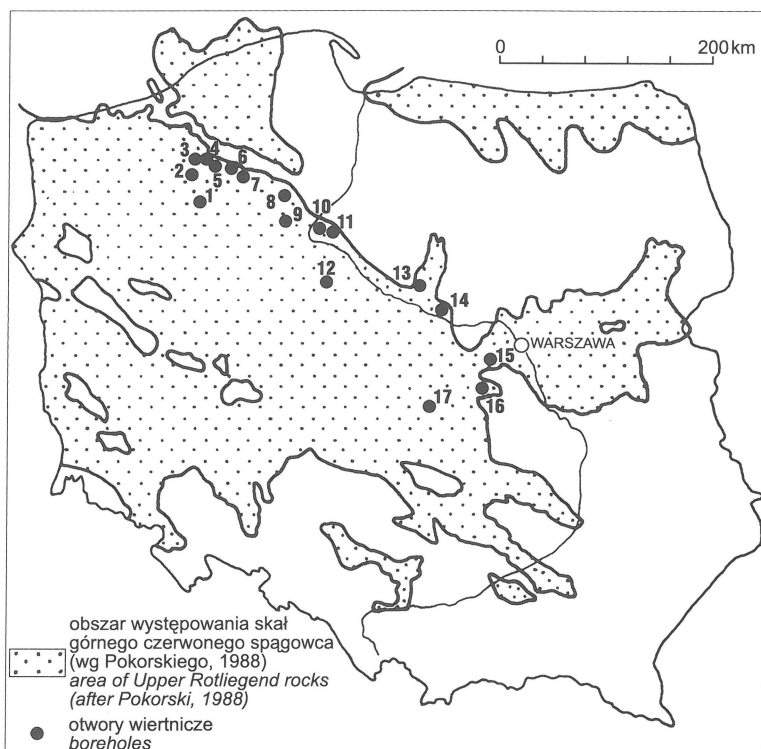 0 200 km
3 4
6
2 5 7
1
8
9 10 11
12
13
14
WARSZAWA
15
16
17
obszar występowania skał
górnego czerwonego spągowca
(wg Pokorskiego, 1988)
area of Upper Rotliegend rocks
(after Pokorski, 1988)
otwory wiertnicze
boreholes